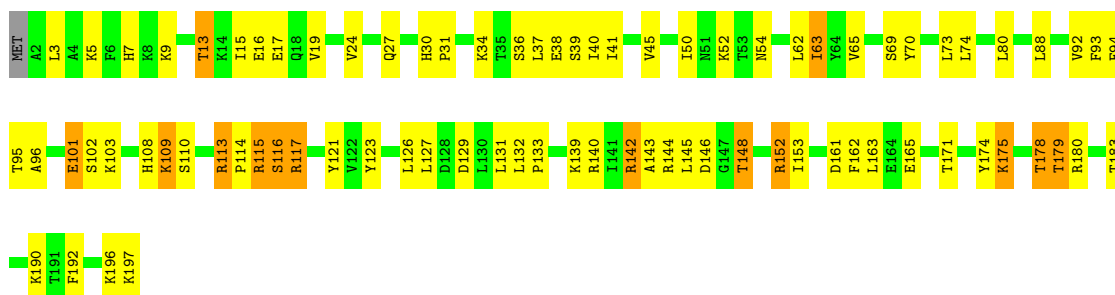 MET A2 L3 A4 K5 F6 H7 K8 K9 T13 K14 I15 E16 E17 Q18 V19 V24 Q27 H30 P31 K34 T35 S36 L37 E38 S39 I40 I41 V45 I50 N51 K52 T53 N54 L62 I63 Y64 V65 S69 Y70 L73 L74 L80 L88 V92 F93
T95 A96 E101 S102 K103 H108 K109 S110 R113 P114 R115 S116 R117 Y121 V122 Y123 L126 L127 D128 D129 L130 L131 L132 P133 K139 R140 I141 R142 A143 R144 L145 D146 G147 T148 R152 I153 D161 F162 L163 E164 E165 T171 Y174 K175 T178 T179 R180 T183
K190 T191 F192 K196 K197